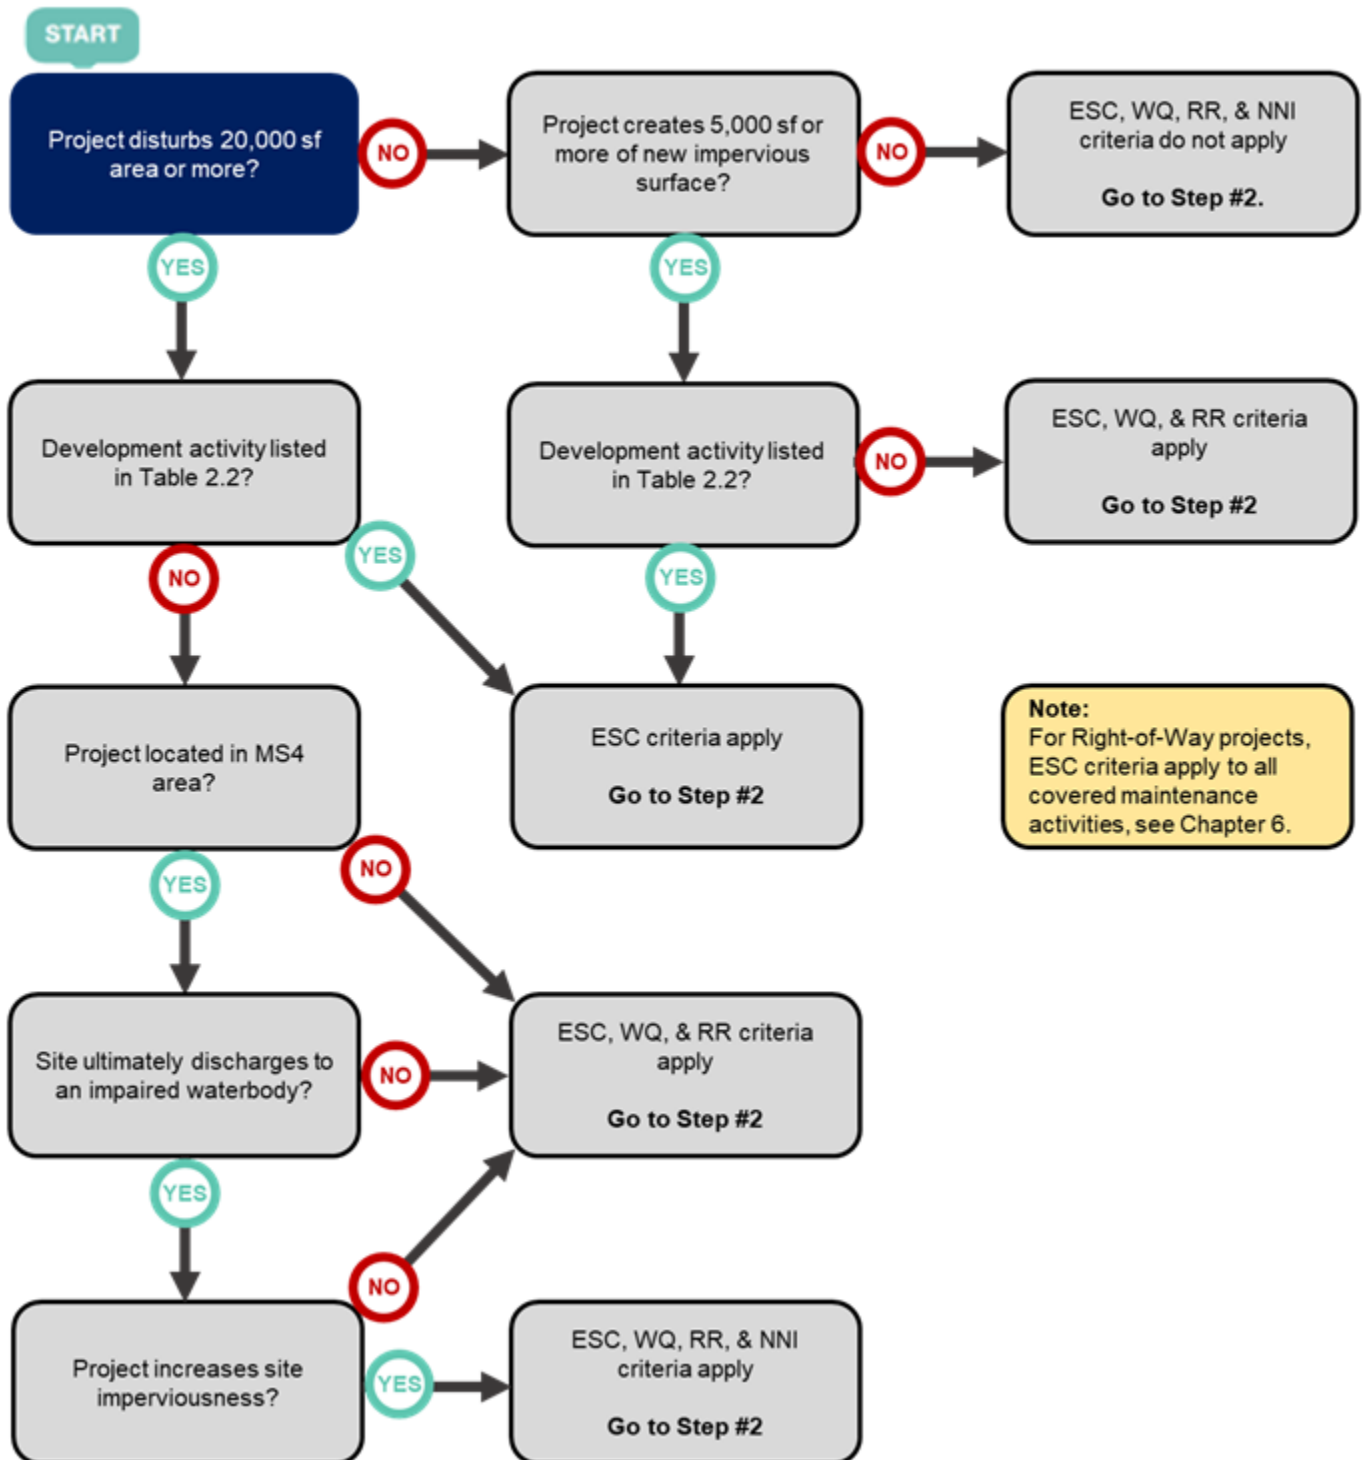 START
Project disturbs 20,000 sf
area or more?
NO
Project creates 5,000 sf or
more of new impervious
surface?
NO
ESC, WQ, RR, & NNI
criteria do not apply
Go to Step #2.
YES
YES
Development activity listed
in Table 2.2?
Development activity listed
in Table 2.2?
NO
ESC, WQ, & RR criteria
apply
Go to Step #2
NO
YES
YES
Project located in MS4
area?
ESC criteria apply
Go to Step #2
Note:
For Right-of-Way projects,
ESC criteria apply to all
covered maintenance
activities, see Chapter 6.
YES
NO
Site ultimately discharges to
an impaired waterbody?
NO
ESC, WQ, & RR criteria
apply
Go to Step #2
YES
NO
Project increases site
imperviousness?
YES
ESC, WQ, RR, & NNI
criteria apply
Go to Step #2